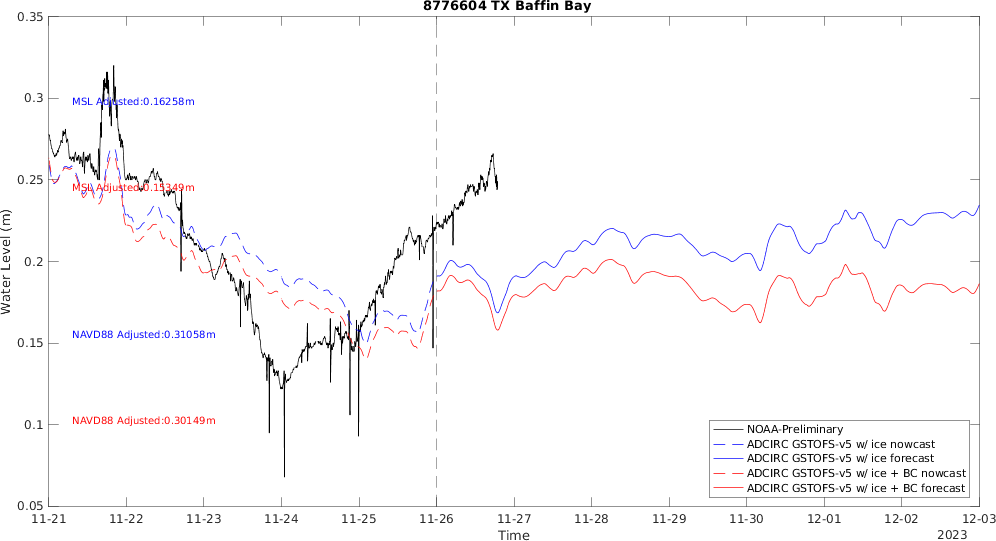 8776604 TX Baffin Bay
0.35
0.3
0.25
0.2
0.15
0.1
0.05
Water Level (m)
MSL Adjusted:0.16258m
MSL Adjusted:0.15349m
NAVD88 Adjusted:0.31058m
NAVD88 Adjusted:0.30149m
NOAA-Preliminary
ADCIRC GSTOFS-v5 w/ ice nowcast
ADCIRC GSTOFS-v5 w/ ice forecast
ADCIRC GSTOFS-v5 w/ ice + BC nowcast
ADCIRC GSTOFS-v5 w/ ice + BC forecast
11-21 11-22 11-23 11-24 11-25 11-26 11-27 11-28 11-29 11-30 12-01 12-02 12-03
Time
2023